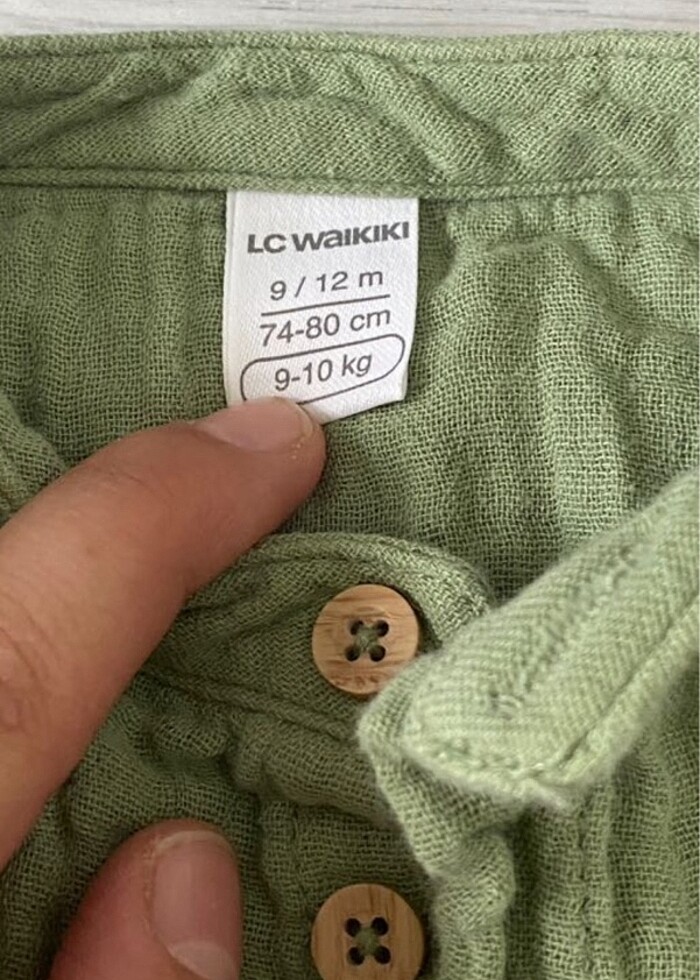 LC WAIKIKI
9 / 12 m
74-80 cm
9-10 kg